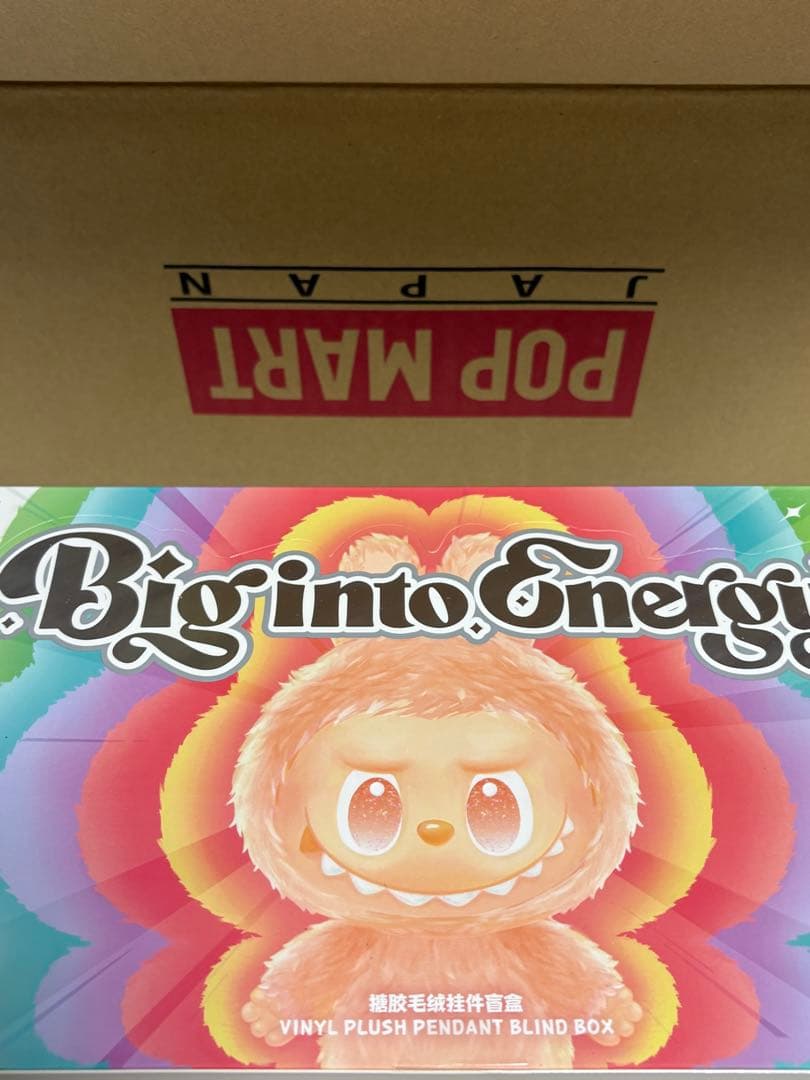 POP MART
JAPAN
Big into Energy
搪胶毛绒挂件盲盒
VINYL PLUSH PENDANT BLIND BOX